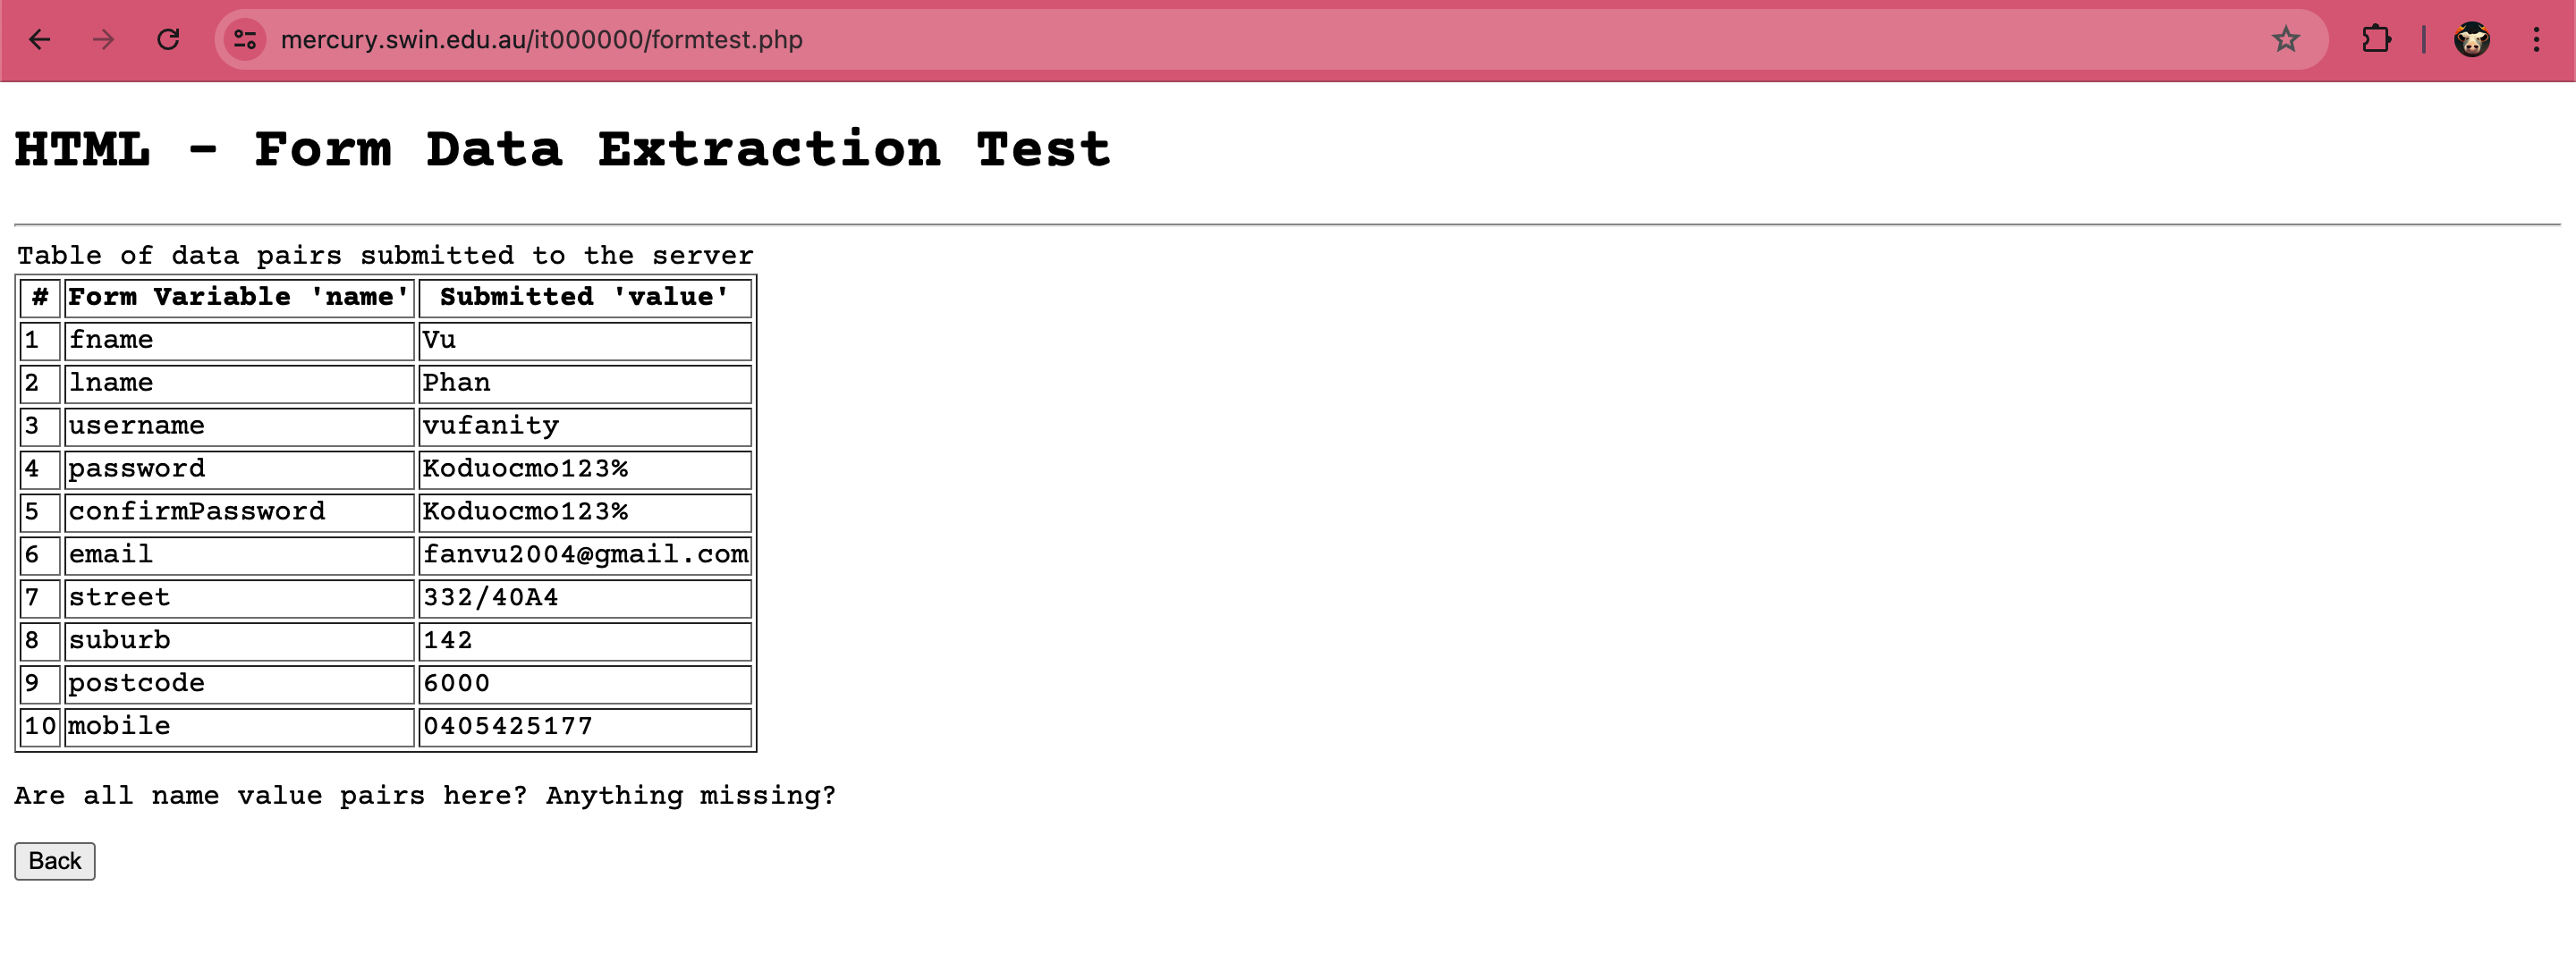 mercury.swin.edu.au/it000000/formtest.php
HTML - Form Data Extraction Test
Table of data pairs submitted to the server
# Form Variable 'name' Submitted 'value'
1 fname Vu
2 lname Phan
3 username vufanity
4 password Koduocmo123%
5 confirmPassword Koduocmo123%
6 email fanvu2004@gmail.com
7 street 332/40A4
8 suburb 142
9 postcode 6000
10 mobile 0405425177
Are all name value pairs here? Anything missing?
Back